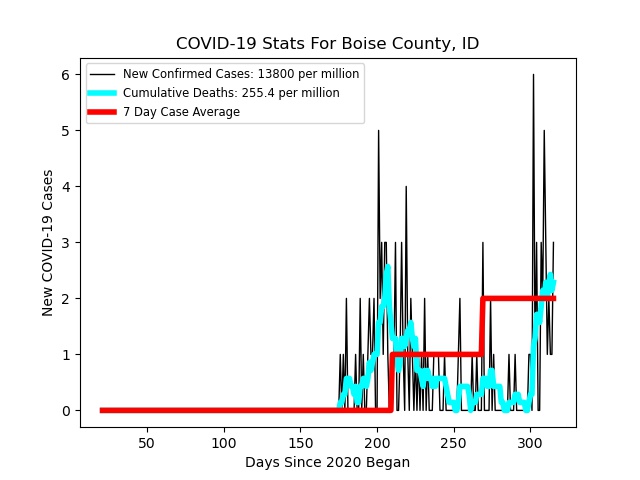 COVID-19 Stats For Boise County, ID
New Confirmed Cases: 13800 per million
Cumulative Deaths: 255.4 per million
7 Day Case Average
New COVID-19 Cases
6
5
4
3
2
1
0
50 100 150 200 250 300
Days Since 2020 Began